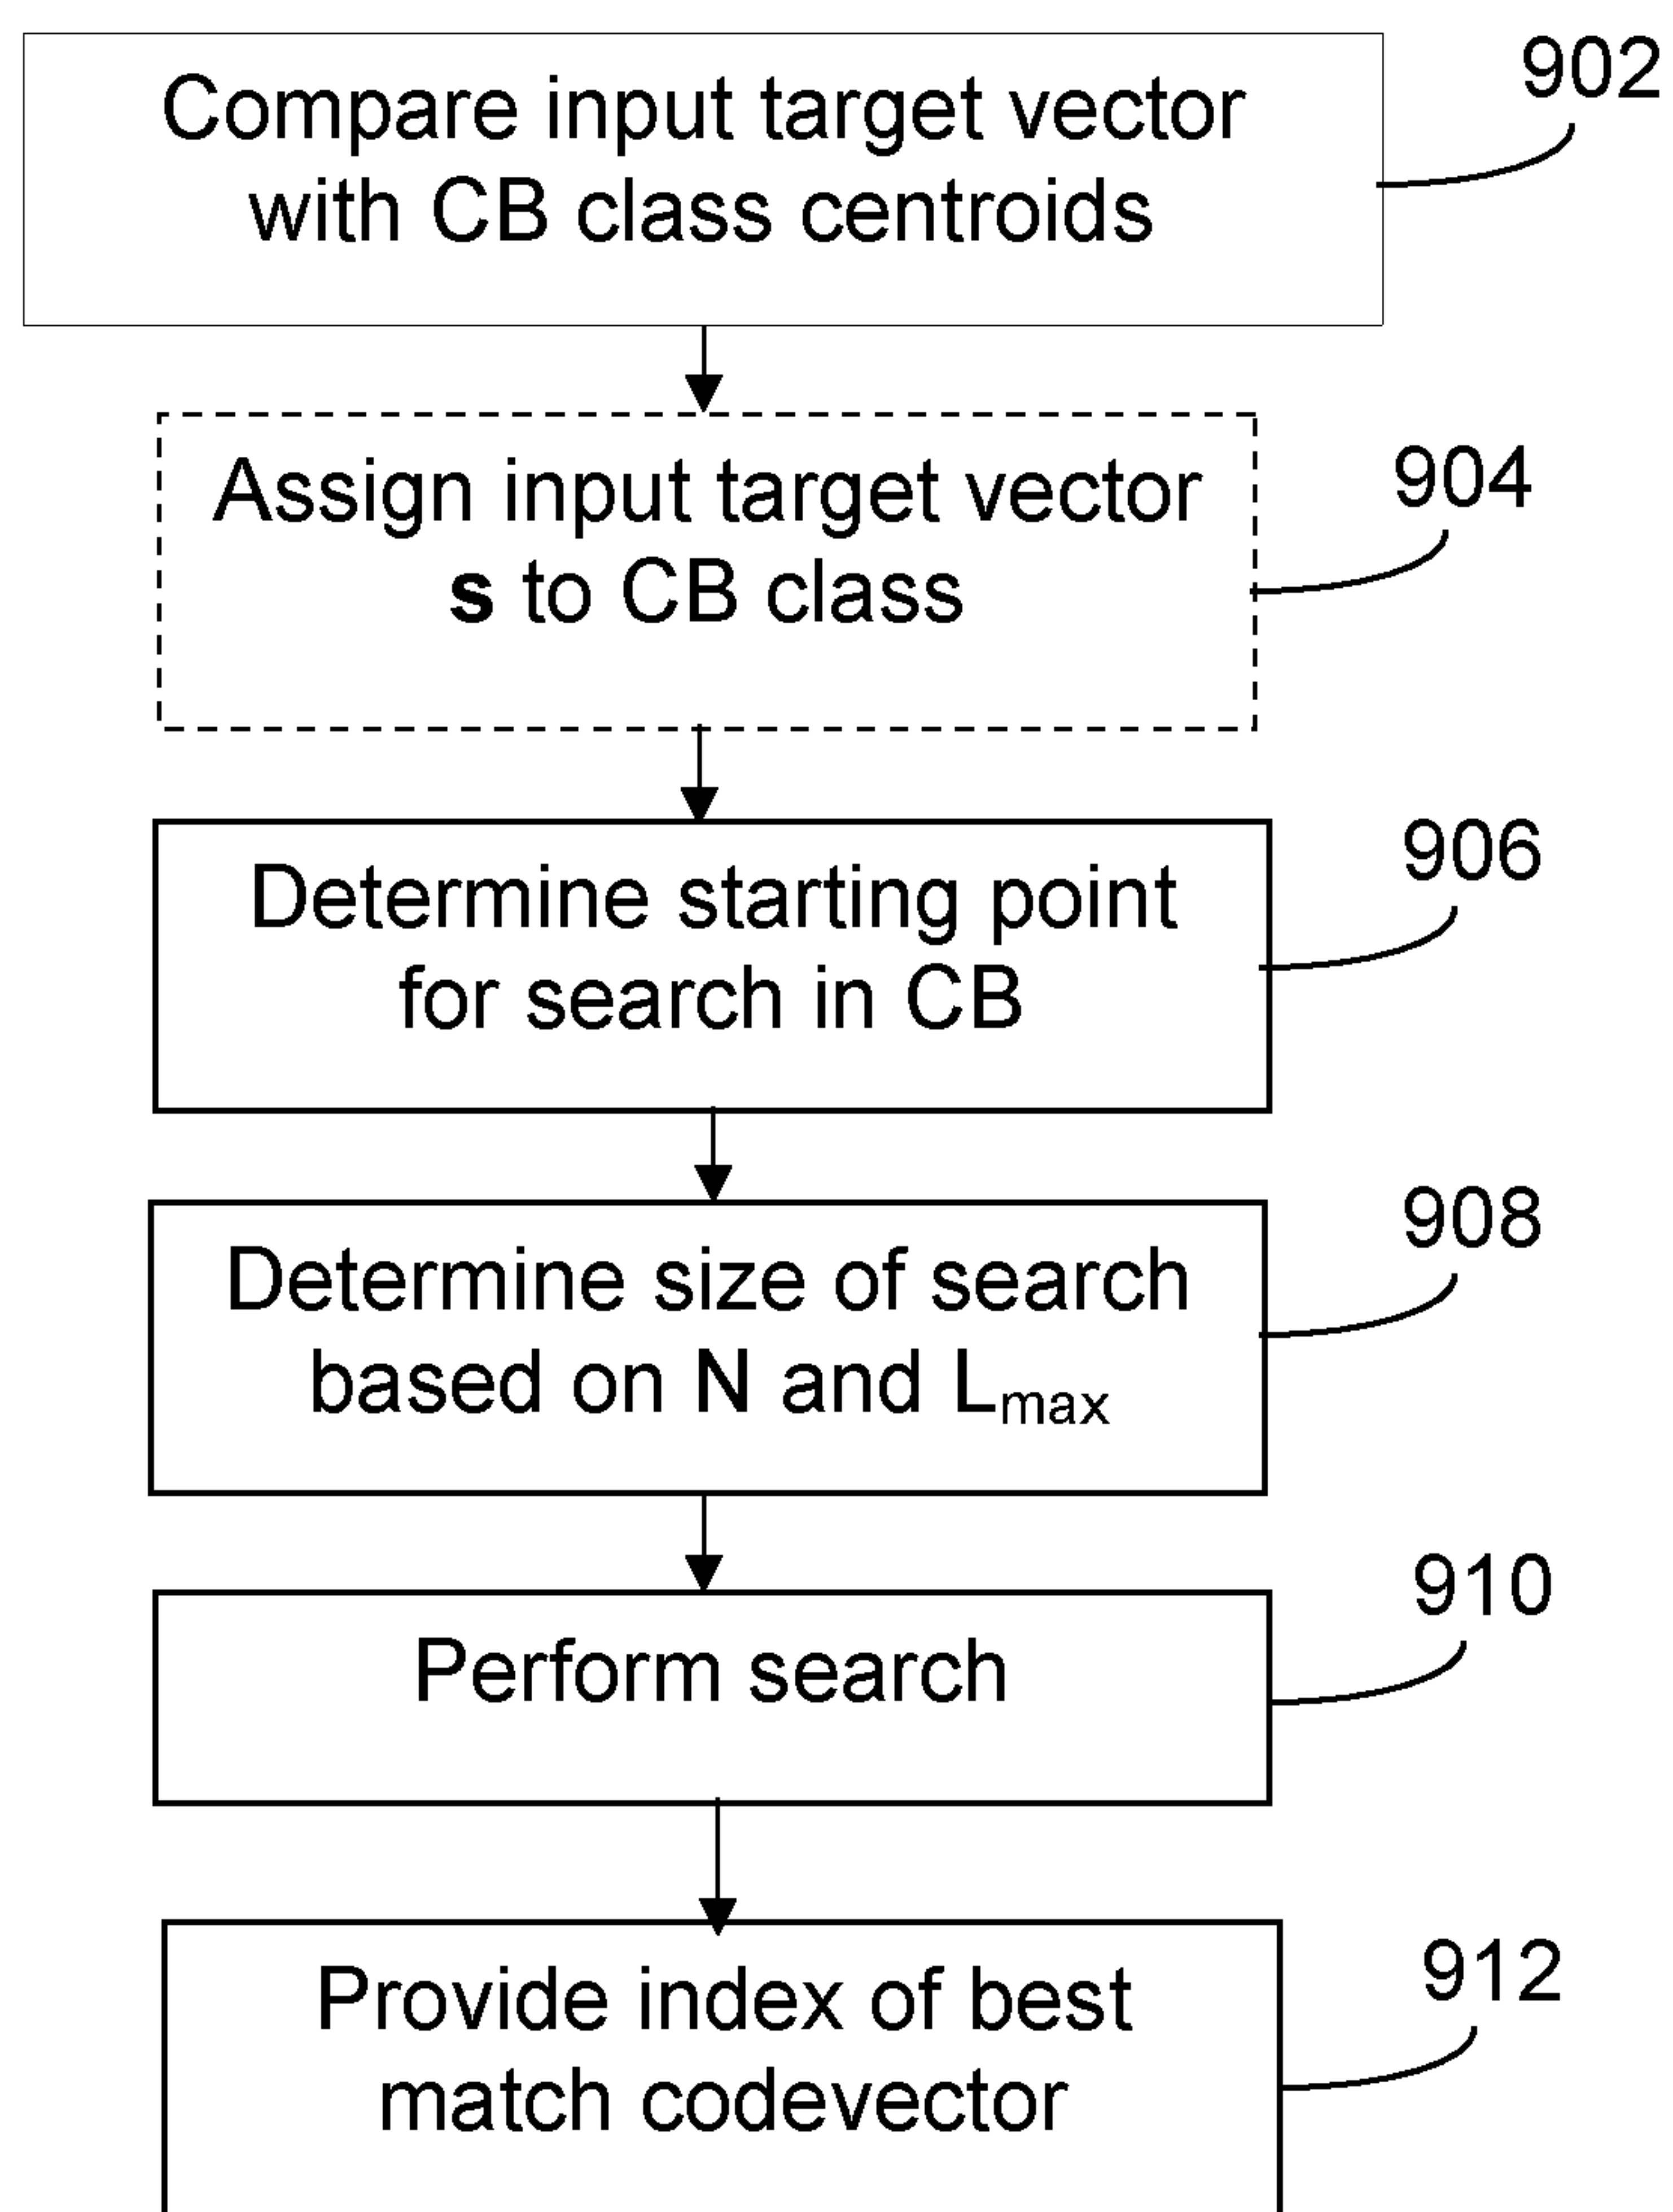 Compare input target vector
with CB class centroids
902
Assign input target vector
s to CB class
904
Determine starting point
for search in CB
906
Determine size of search
based on N and Lmax
908
Perform search
910
Provide index of best
match codevector
912